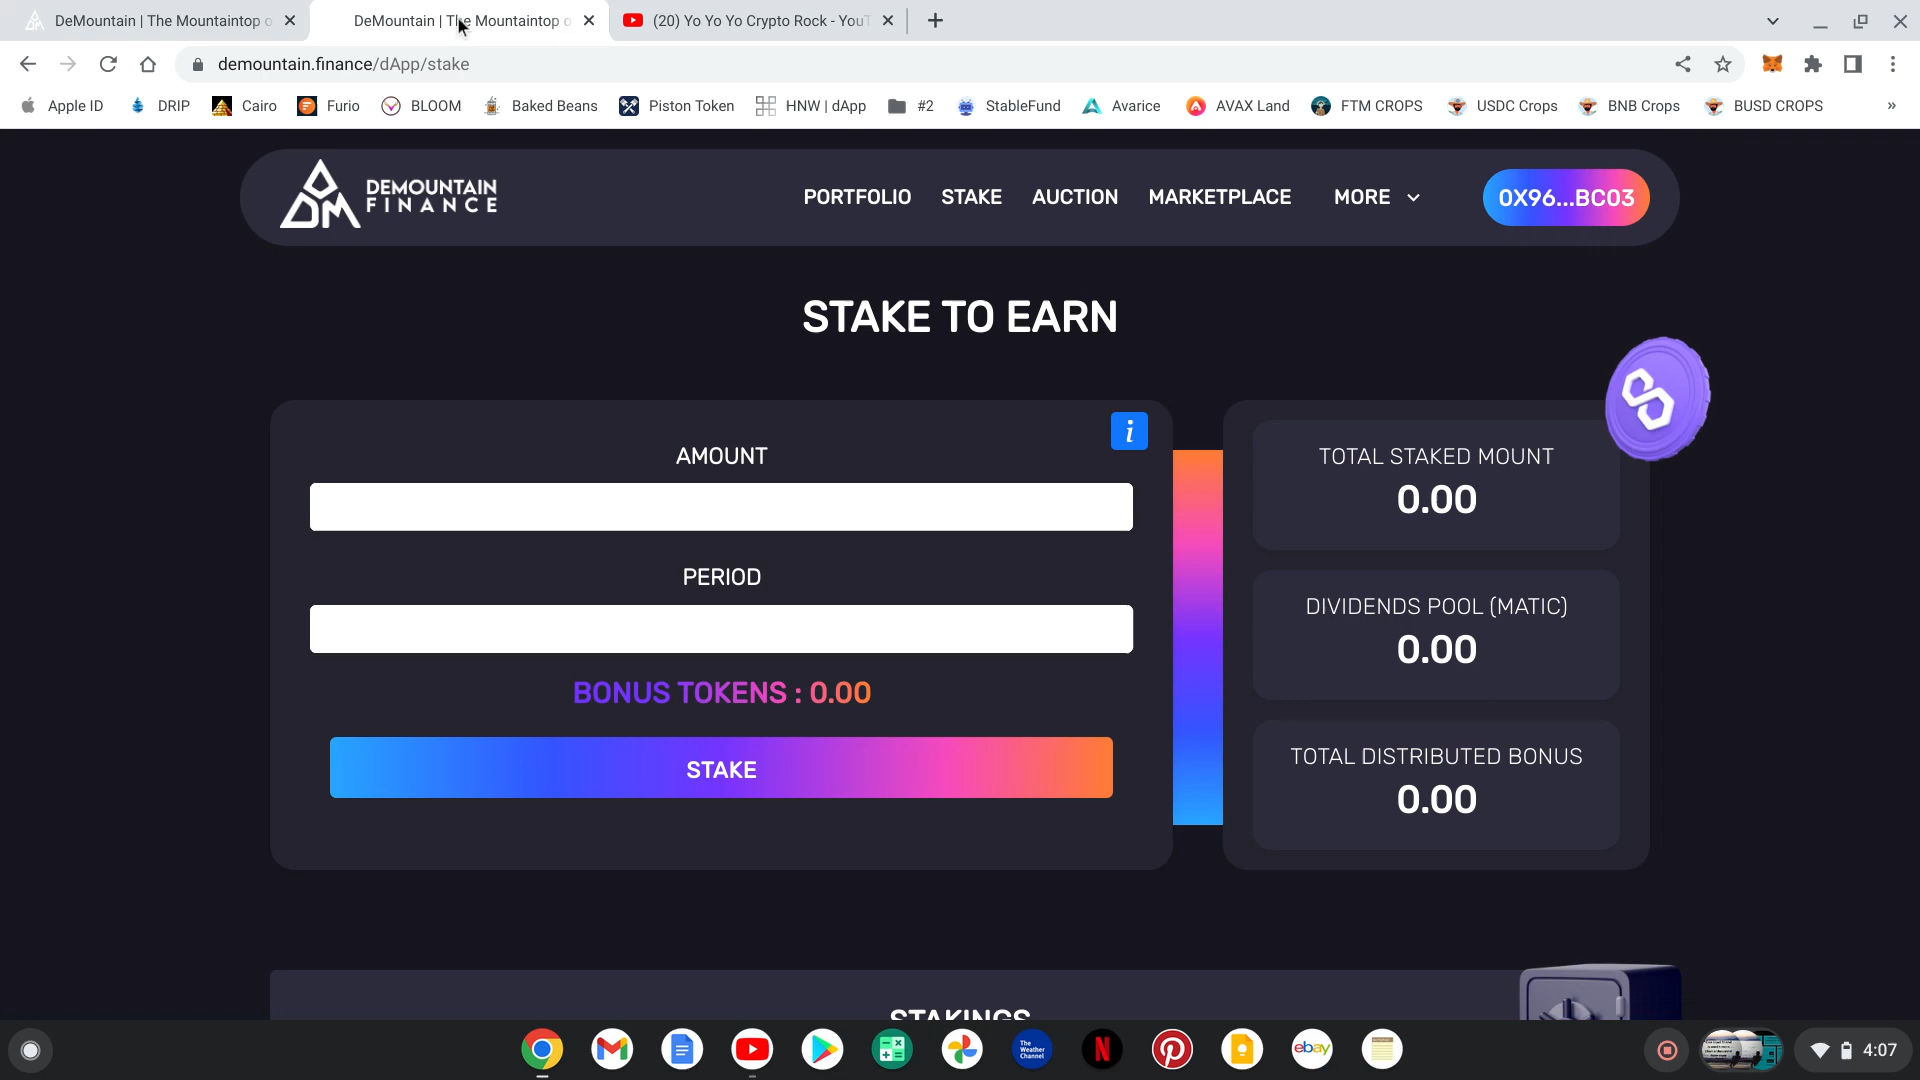 DeMountain | The Mountaintop o
DeMountain | The Mountaintop o
(20) Yo Yo Yo Crypto Rock - YouT
demountain.finance/dApp/stake
Apple ID
DRIP
Cairo
Furio
BLOOM
Baked Beans
Piston Token
HNW | dApp
#2
StableFund
Avarice
AVAX Land
FTM CROPS
USDC Crops
BNB Crops
BUSD CROPS
»
DEMOUNTAIN
FINANCE
PORTFOLIO
STAKE
AUCTION
MARKETPLACE
MORE
0X96...BC03
STAKE TO EARN
i
AMOUNT
PERIOD
BONUS TOKENS : 0.00
STAKE
TOTAL STAKED MOUNT
0.00
DIVIDENDS POOL (MATIC)
0.00
TOTAL DISTRIBUTED BONUS
0.00
STAKINGS
The
Weather
Channel
N
ebay
4:07